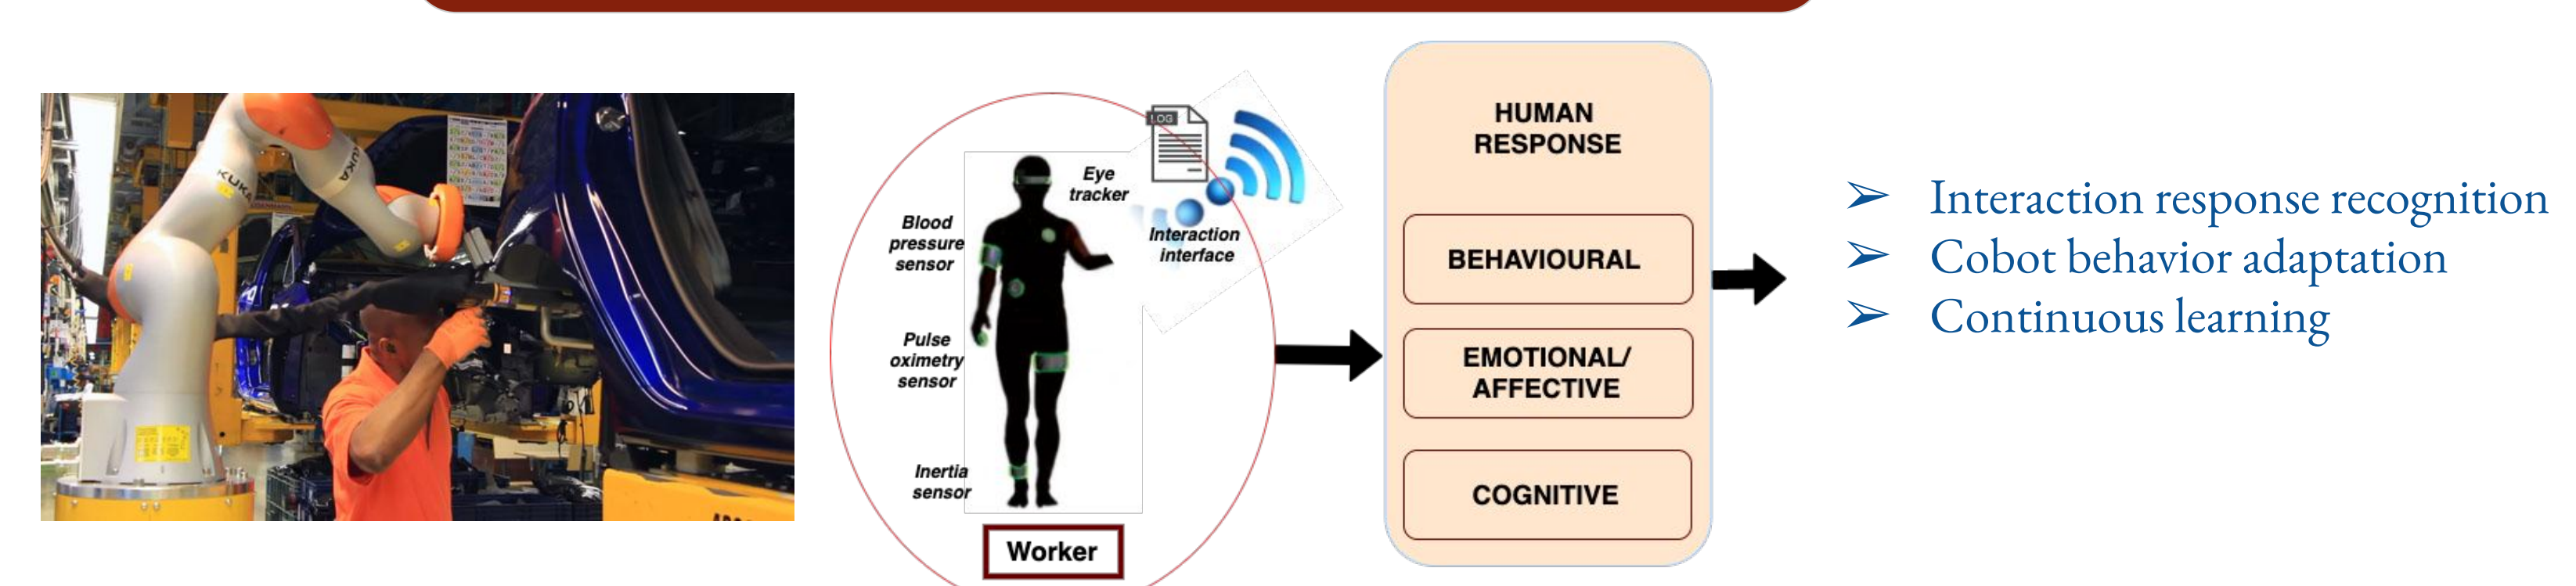 KUKA
KUKA
LOG
Eye
tracker
Blood
pressure
sensor
Interaction
interface
Pulse
oximetry
sensor
Inertia
sensor
Worker
HUMAN
RESPONSE
BEHAVIOURAL
EMOTIONAL/
AFFECTIVE
COGNITIVE
➢ Interaction response recognition
➢ Cobot behavior adaptation
➢ Continuous learning